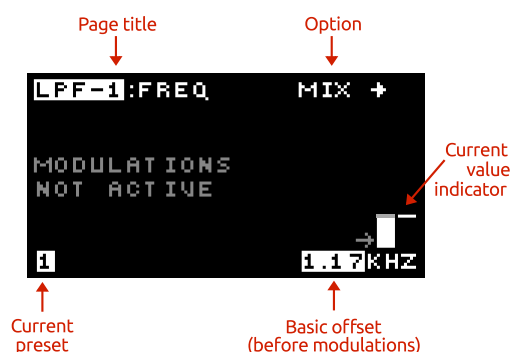 Page title
Option
LPF-1:FREQ
MIX →
MODULATIONS
NOT ACTIVE
Current
value
indicator
→
1
1.17KHZ
Current
preset
Basic offset
(before modulations)